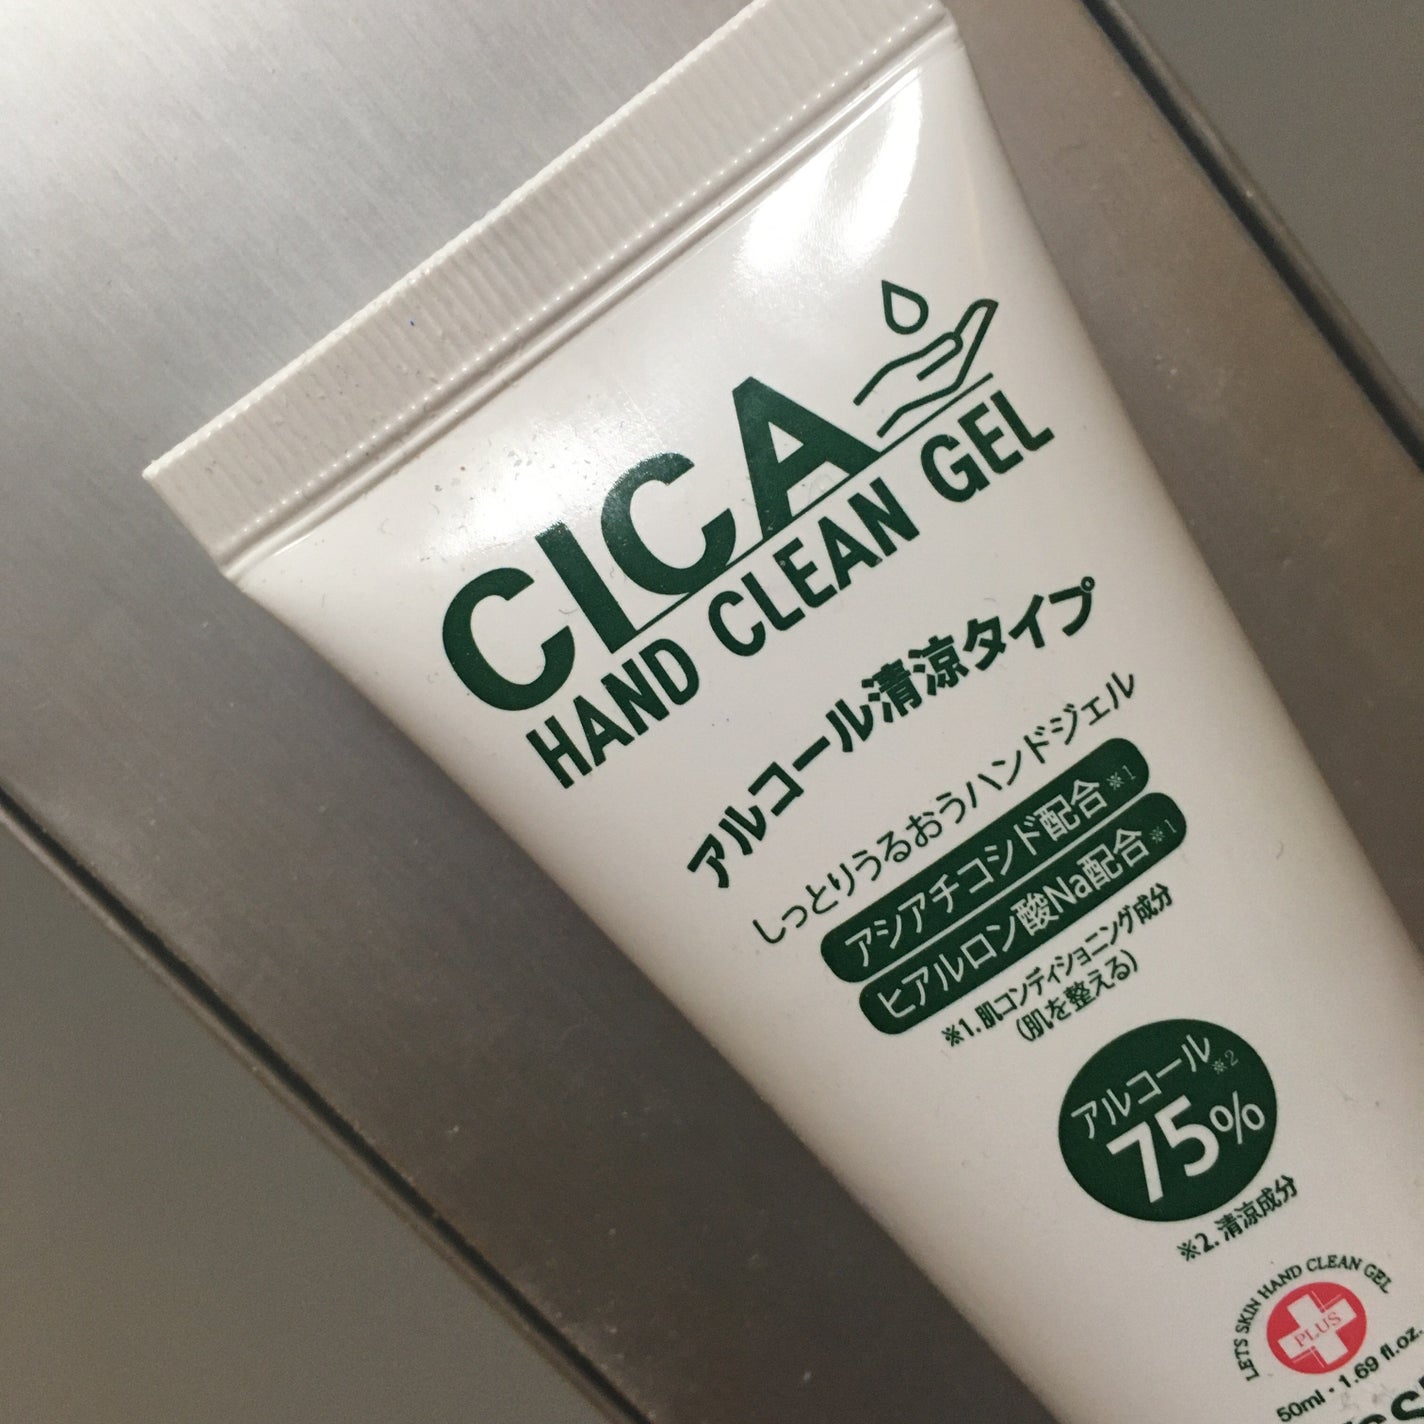 CICA
HAND CLEAN GEL
アルコール清涼タイプ
しっとりうるおうハンドジェル
アシアチコシド配合※1
ヒアルロン酸Na配合※1
※1. 肌コンディショニング成分
(肌を整える)
アルコール※2
75%
※2. 清涼成分
LETS SKIN HAND CLEAN GEL
PLUS
50ml・1.69 fl.oz.